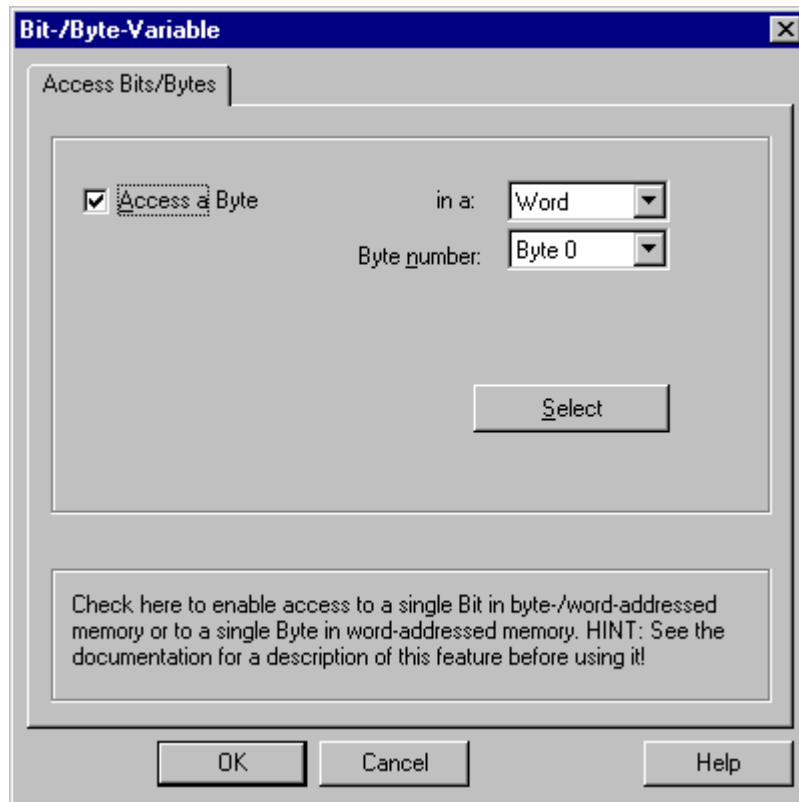 Bit-/Byte-Variable
Access Bits/Bytes
Access a Byte in a: Word
Byte number: Byte 0
Select
Check here to enable access to a single Bit in byte-/word-addressed
memory or to a single Byte in word-addressed memory. HINT: See the
documentation for a description of this feature before using it!
OK Cancel Help